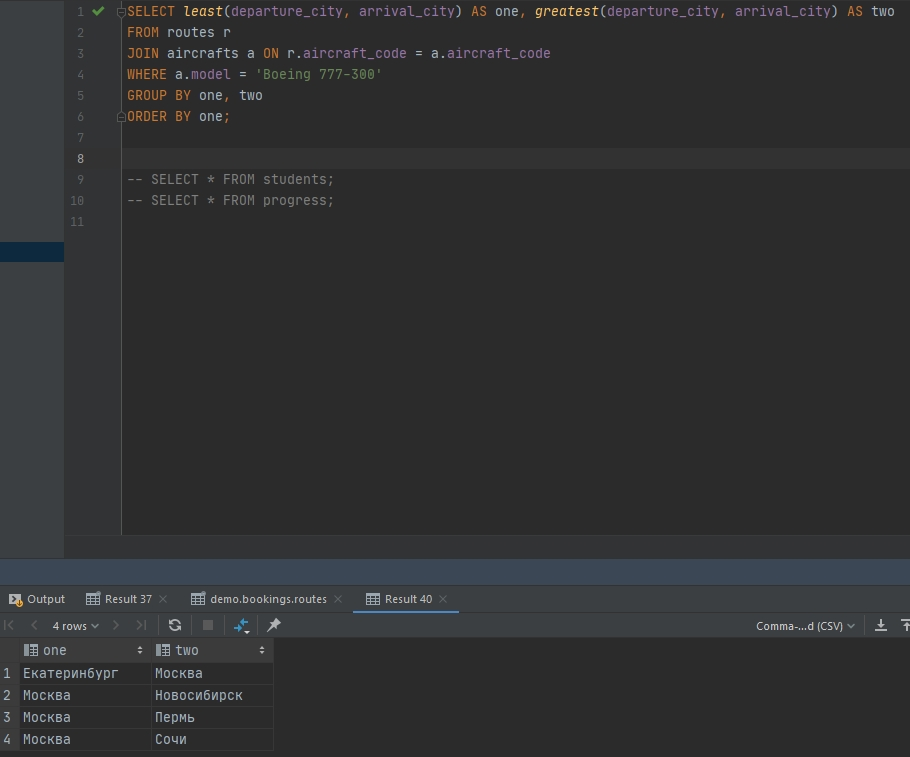 1 SELECT least(departure_city, arrival_city) AS one, greatest(departure_city, arrival_city) AS two
2 FROM routes r
3 JOIN aircrafts a ON r.aircraft_code = a.aircraft_code
4 WHERE a.model = 'Boeing 777-300'
5 GROUP BY one, two
6 ORDER BY one;
7
8
9 -- SELECT * FROM students;
10 -- SELECT * FROM progress;
11
Output Result 37 demo.bookings.routes Result 40
4 rows Comma-...d (CSV)
one two
1 Екатеринбург Москва
2 Москва Новосибирск
3 Москва Пермь
4 Москва Сочи